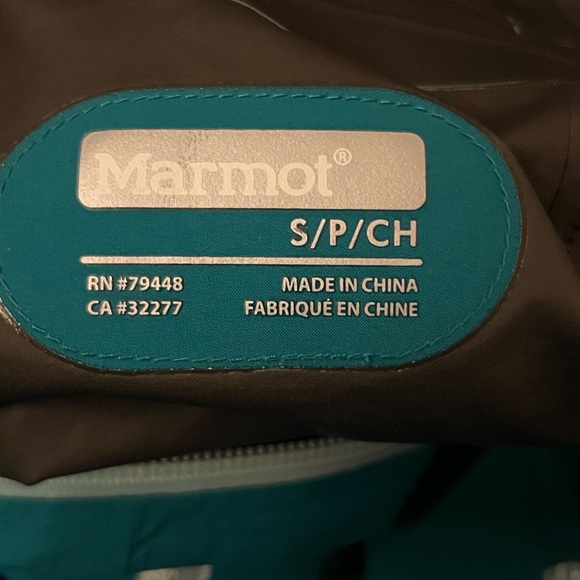 Marmot®
S/P/CH
RN #79448 MADE IN CHINA
CA #32277 FABRIQUÉ EN CHINE